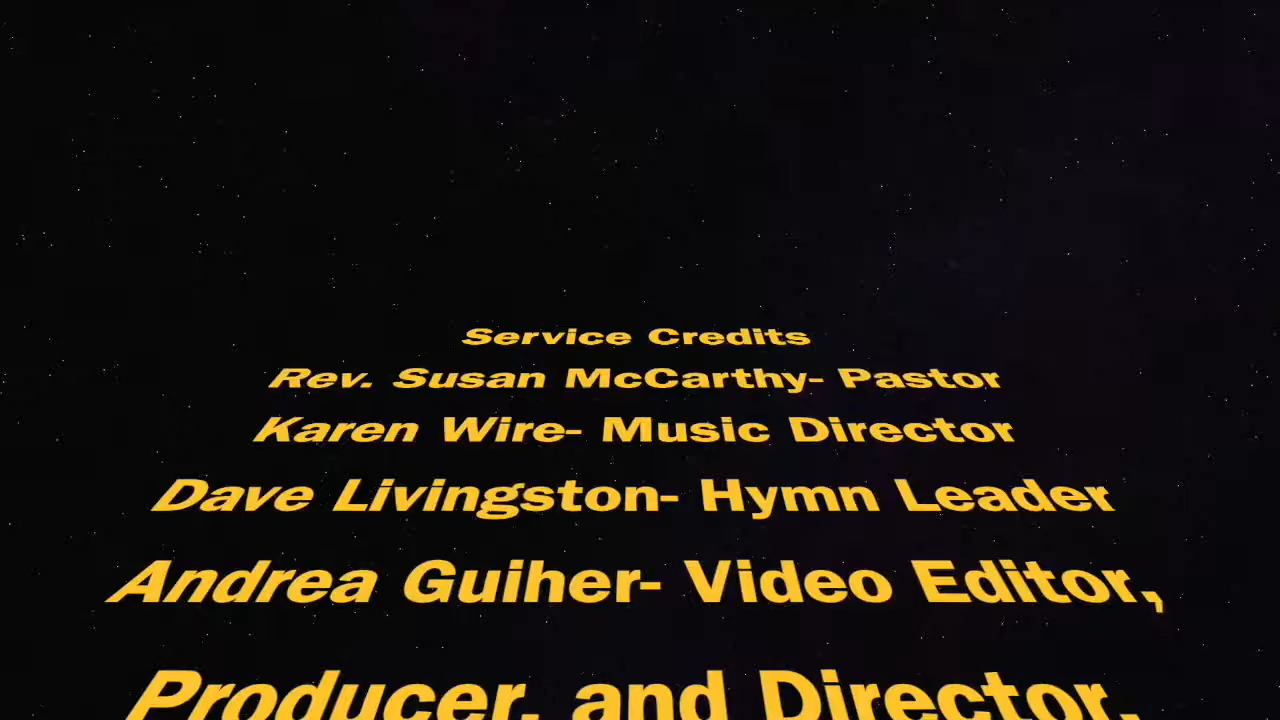 Service Credits
Rev. Susan McCarthy- Pastor
Karen Wire- Music Director
Dave Livingston- Hymn Leader
Andrea Guiher- Video Editor,
Producer, and Director,